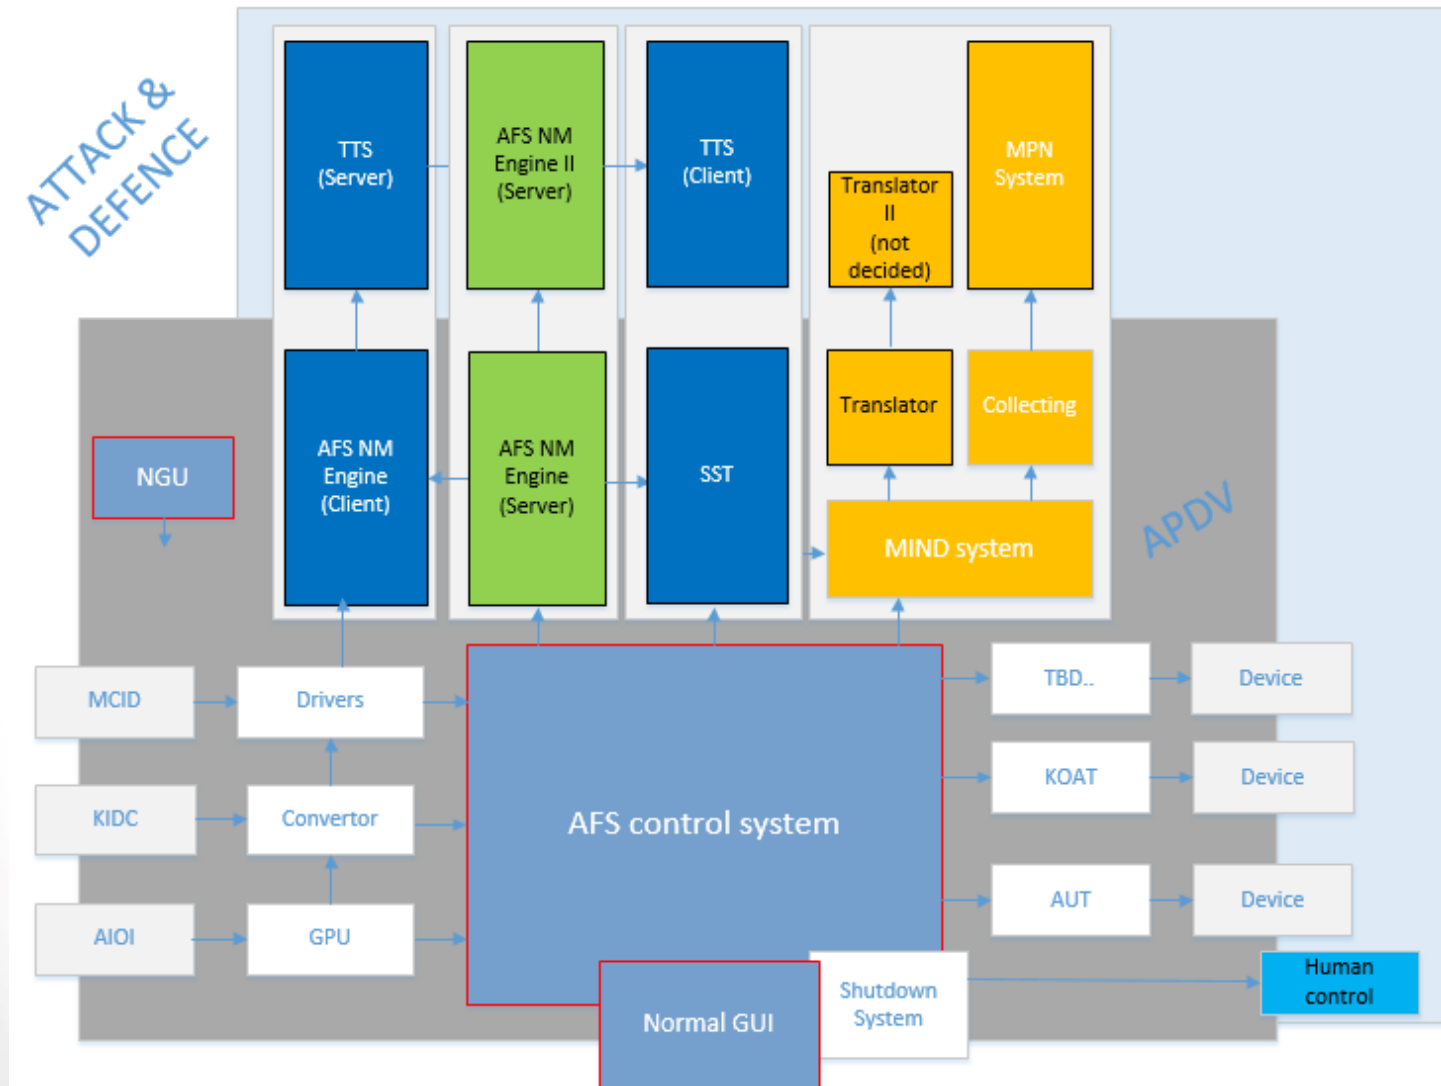 ATTACK &
DEFENCE
TTS
(Server)
AFS NM
Engine II
(Server)
TTS
(Client)
Translator
II
(not
decided)
MPN
System
AFS NM
Engine
(Client)
AFS NM
Engine
(Server)
SST
Translator
Collecting
NGU
MIND system
APDV
MCID
Drivers
TBD..
Device
KIDC
Convertor
AFS control system
KOAT
Device
AIOI
GPU
AUT
Device
Normal GUI
Shutdown
System
Human
control